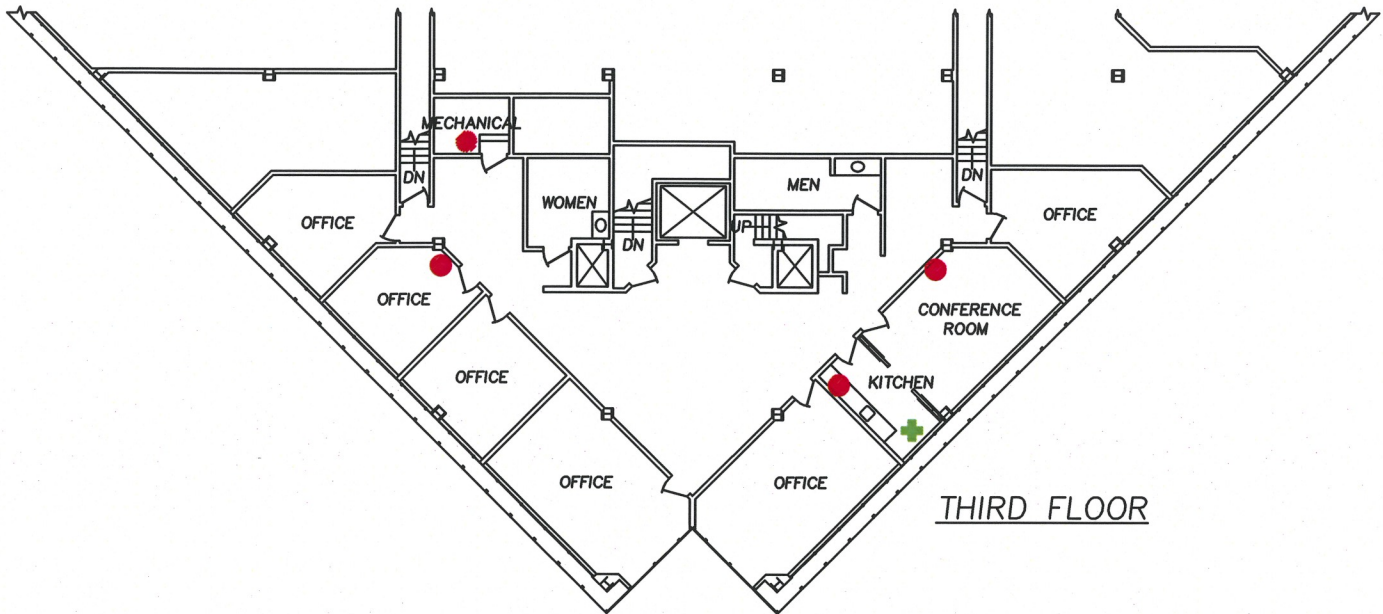 MECHANICAL
DN
DN
MEN
WOMEN
OFFICE
OFFICE
UP
DN
OFFICE
CONFERENCE
ROOM
OFFICE
KITCHEN
OFFICE
OFFICE
THIRD FLOOR